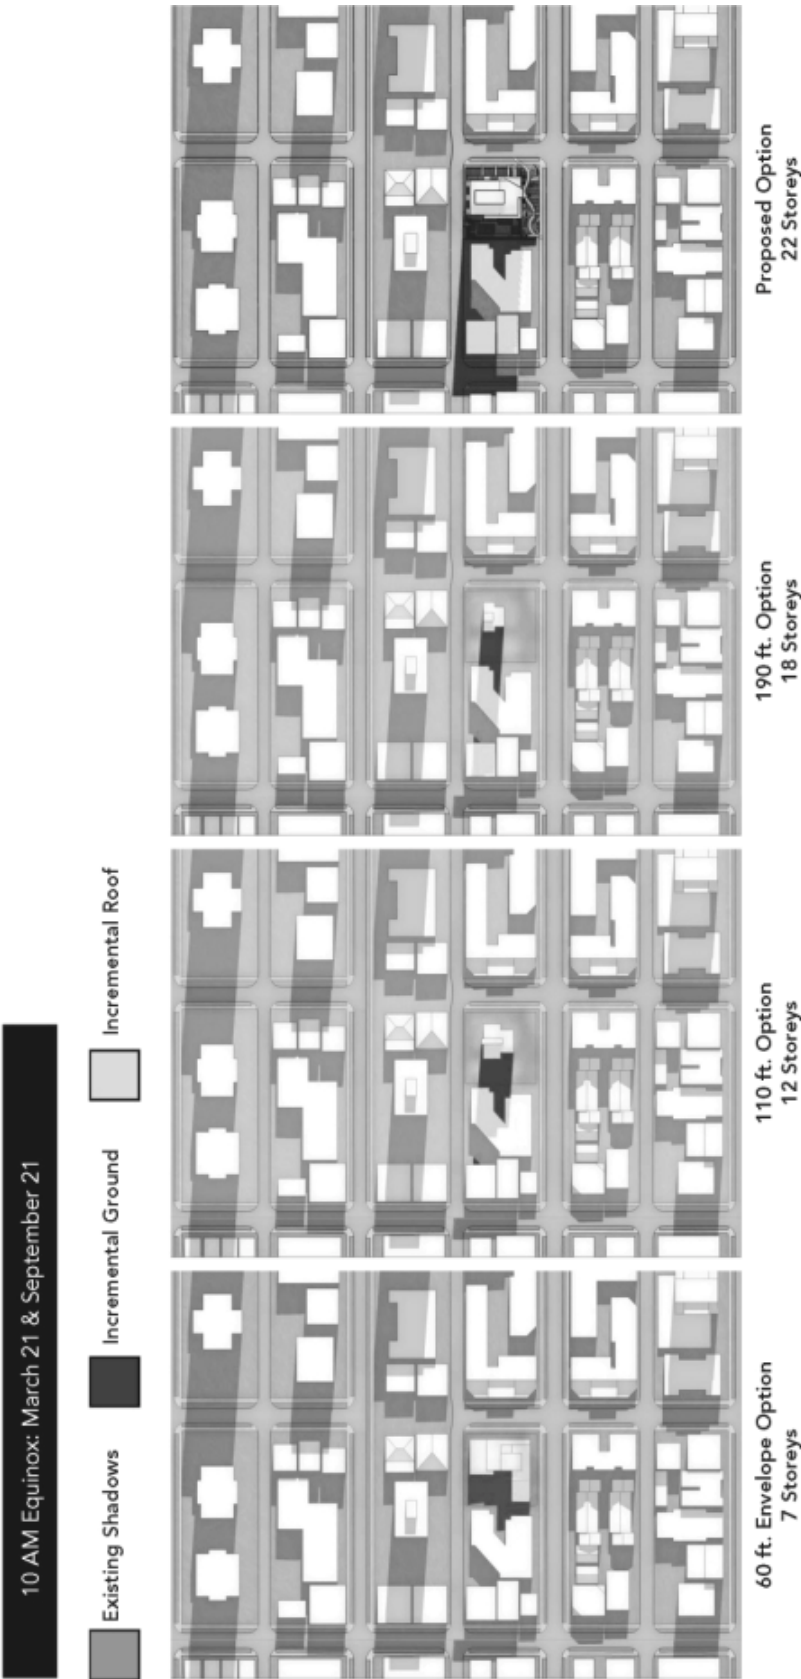 10 AM Equinox: March 21 & September 21
Existing Shadows
Incremental Ground
Incremental Roof
60 ft. Envelope Option
7 Storeys
110 ft. Option
12 Storeys
190 ft. Option
18 Storeys
Proposed Option
22 Storeys